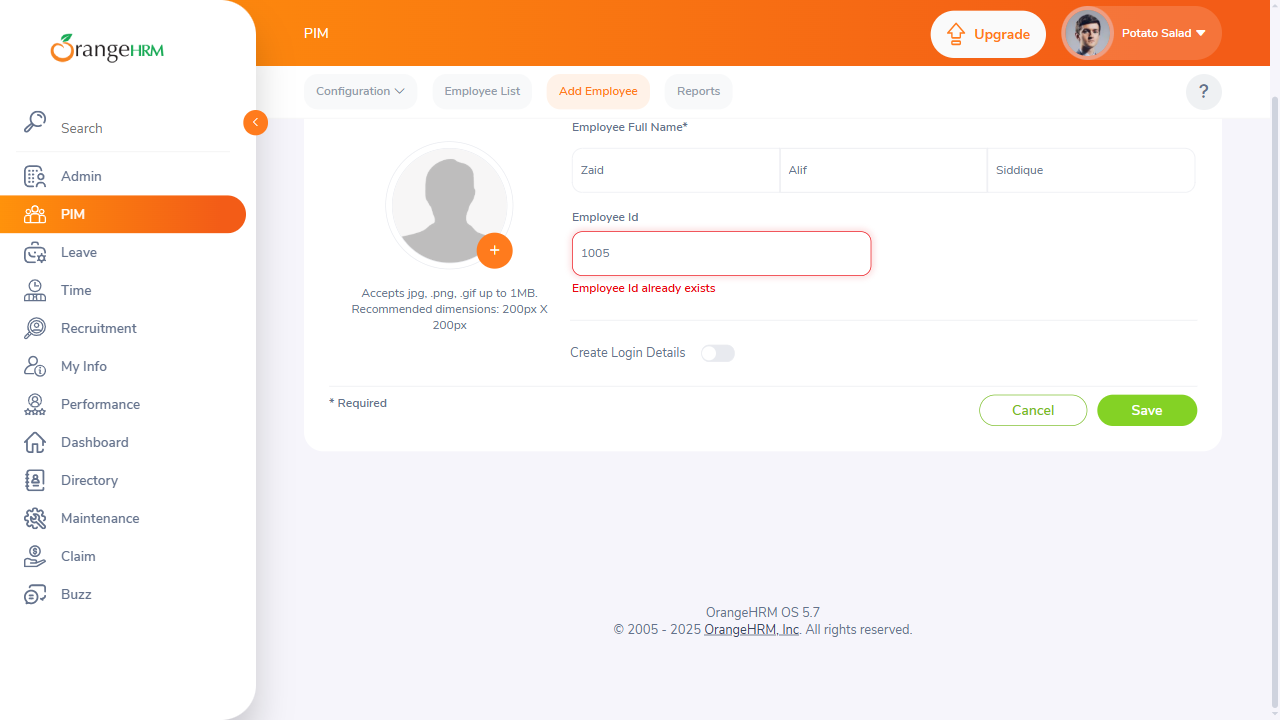 OrangeHRM
Search
Admin
PIM
Leave
Time
Recruitment
My Info
Performance
Dashboard
Directory
Maintenance
Claim
Buzz
PIM
Upgrade
Potato Salad
Configuration
Employee List
Add Employee
Reports
?
Employee Full Name*
Zaid
Alif
Siddique
Employee Id
1005
Employee Id already exists
+
Accepts jpg, .png, .gif up to 1MB.
Recommended dimensions: 200px X
200px
Create Login Details
* Required
Cancel
Save
OrangeHRM OS 5.7
© 2005 - 2025 OrangeHRM, Inc. All rights reserved.